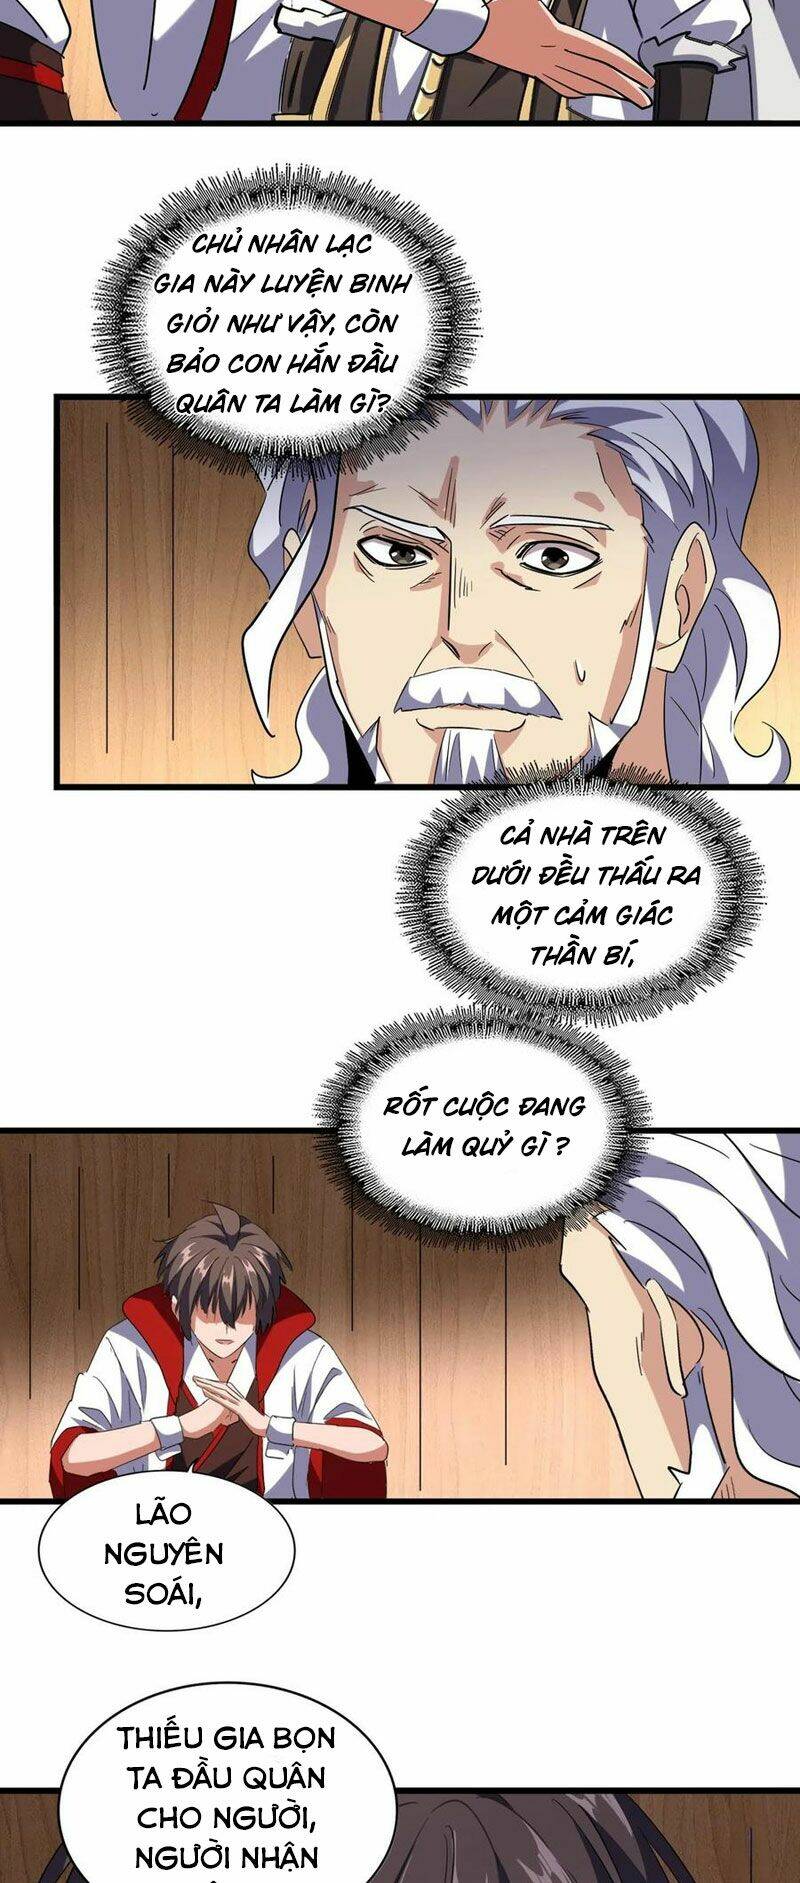 CHỦ NHÂN LẠC
GIA NÀY LUYỆN BINH
GIỎI NHƯ VẬY, CÒN
BẢO CON HẮN ĐẦU
QUÂN TA LÀM GÌ?
CẢ NHÀ TRÊN
DƯỚI ĐỀU THẤU RA
MỘT CẢM GIÁC
THẦN BÍ,
RỐT CUỘC ĐANG
LÀM QUỶ GÌ ?
LÃO
NGUYÊN
SOÁI,
THIẾU GIA BỌN
TA ĐẦU QUÂN
CHO NGƯỜI,
NGƯỜI NHẬN